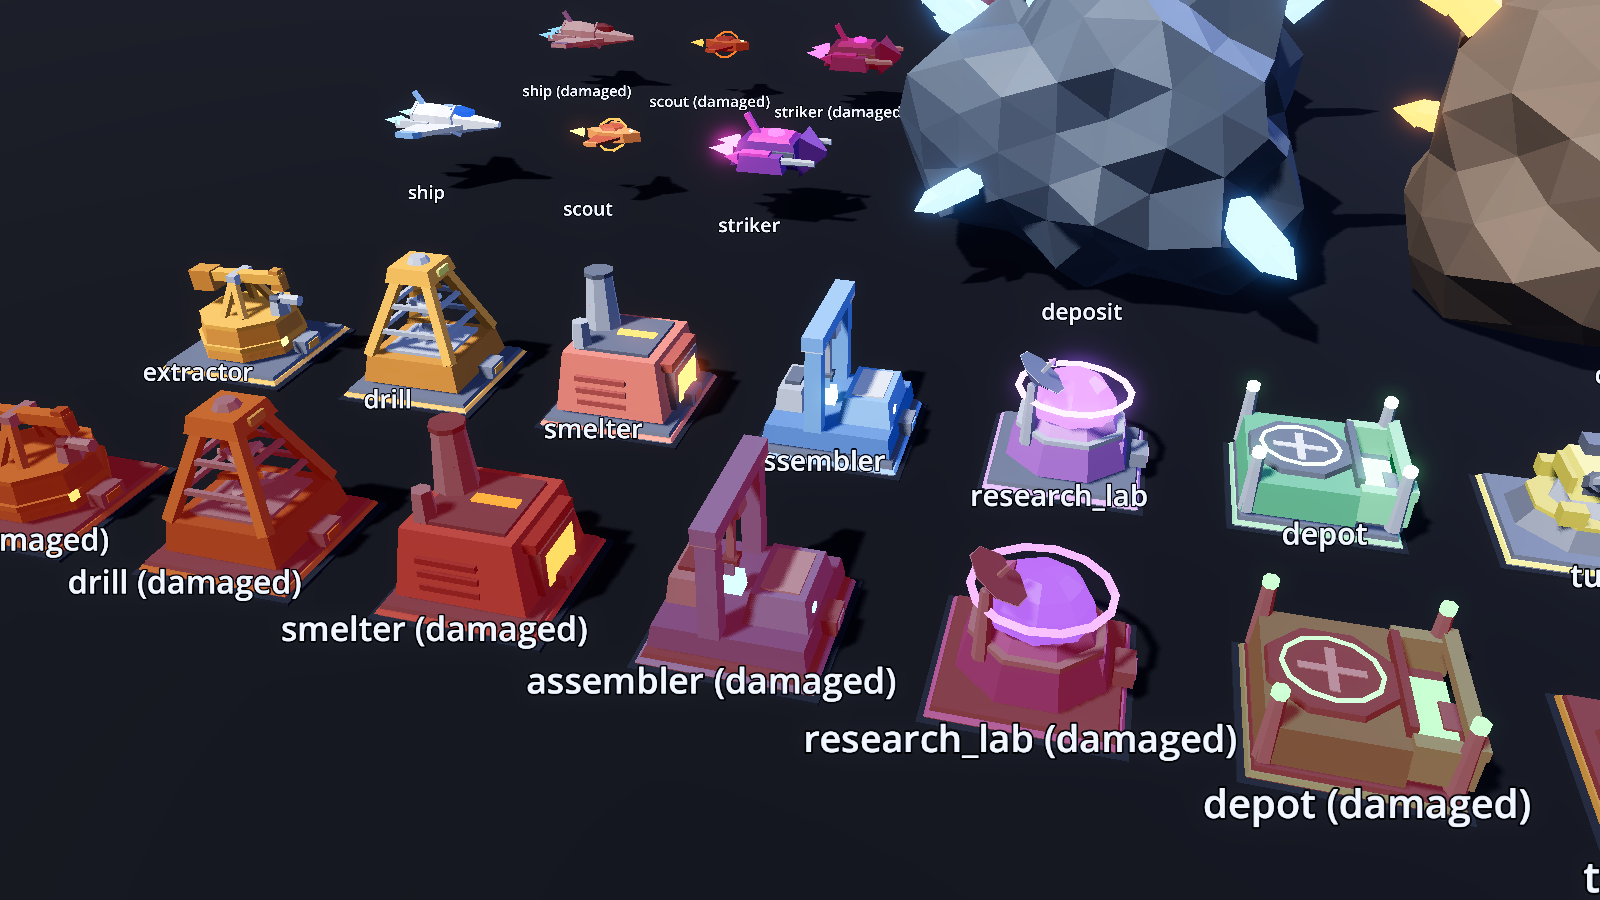 ship (damaged)
scout (damaged)
striker (damaged
ship
scout
striker
deposit
extractor
drill
smelter
ssembler
research_lab
depot
tu
maged)
drill (damaged)
smelter (damaged)
assembler (damaged)
research_lab (damaged)
depot (damaged)
t